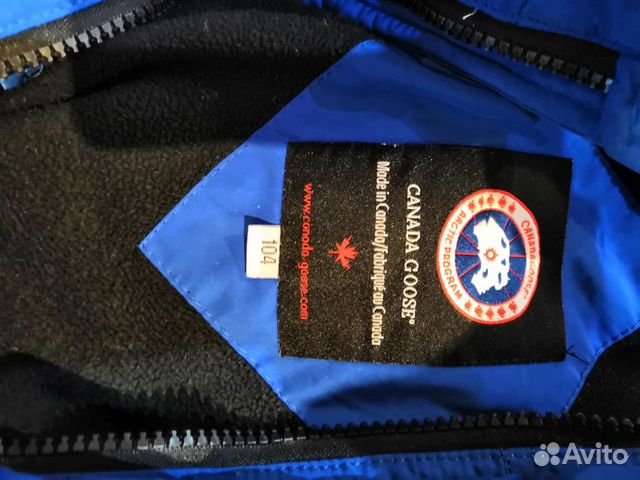 CANADA GOOSE
ARCTIC PROGRAM
CANADA GOOSE®
Made in Canada/Fabriqué au Canada
www.canada-goose.com
104
Avito